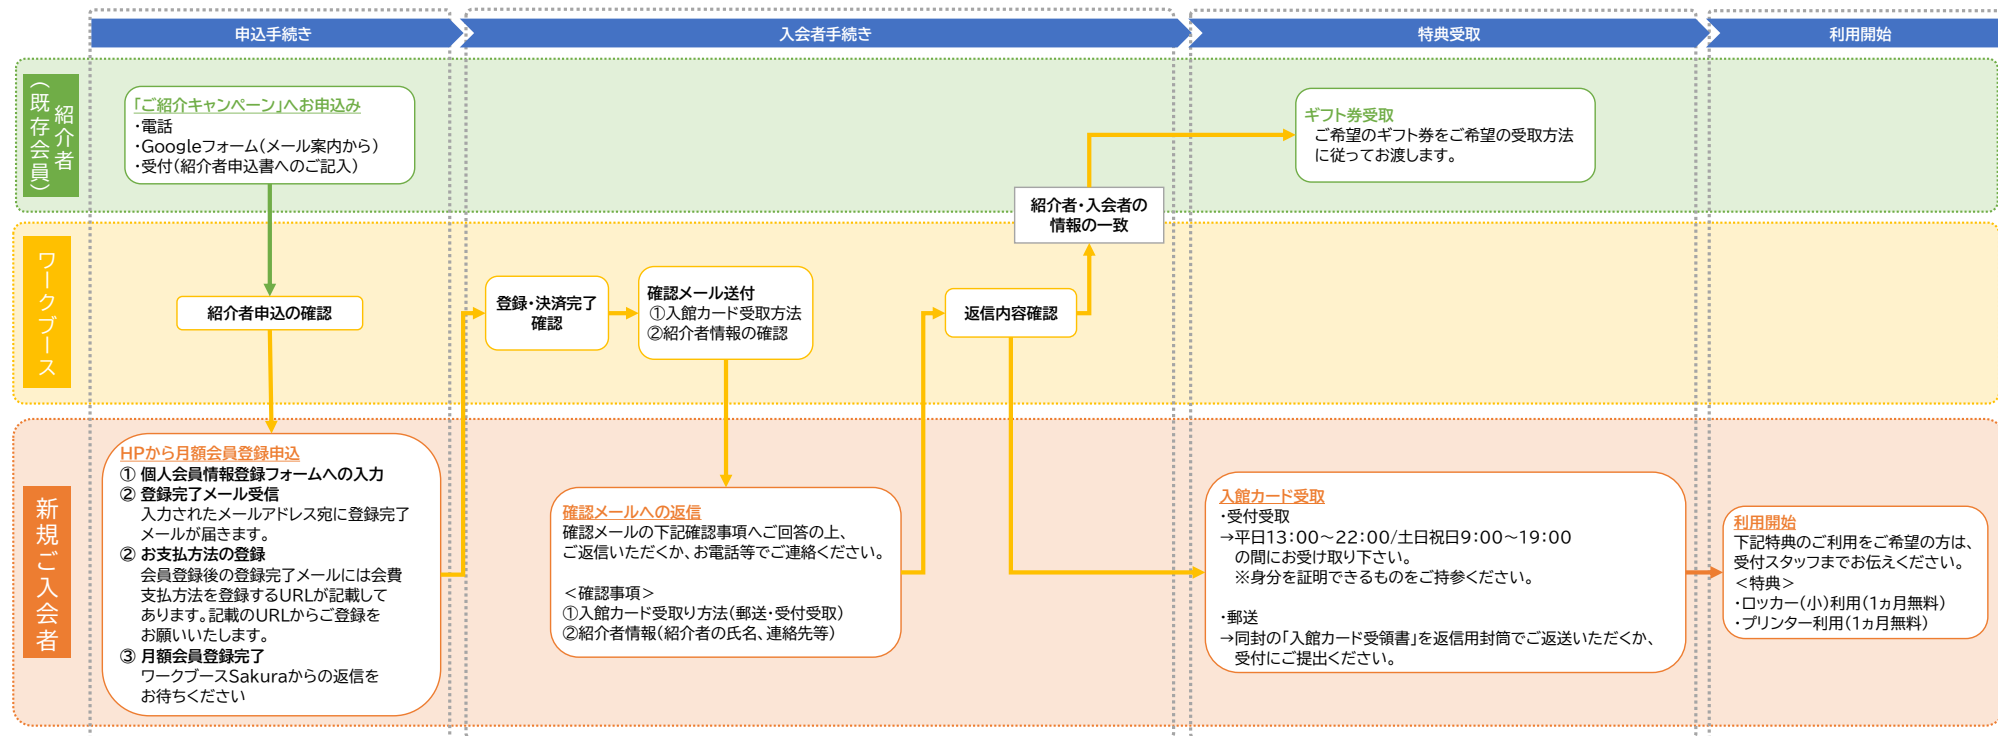 申込手続き
入会者手続き
特典受取
利用開始
紹介者
(既存会員)
「ご紹介キャンペーン」へお申込み
・電話
・Googleフォーム(メール案内から)
・受付(紹介者申込書へのご記入)
ギフト券受取
ご希望のギフト券をご希望の受取方法
に従ってお渡します。
紹介者・入会者の
情報の一致
ワークブース
紹介者申込の確認
登録・決済完了
確認
確認メール送付
①入館カード受取方法
②紹介者情報の確認
返信内容確認
新規ご入会者
HPから月額会員登録申込
① 個人会員情報登録フォームへの入力
② 登録完了メール受信
入力されたメールアドレス宛に登録完了
メールが届きます。
② お支払方法の登録
会員登録後の登録完了メールには会費
支払方法を登録するURLが記載して
あります。記載のURLからご登録を
お願いいたします。
③ 月額会員登録完了
ワークブースSakuraからの返信を
お待ちください
確認メールへの返信
確認メールの下記確認事項へご回答の上、
ご返信いただくか、お電話等でご連絡ください。
<確認事項>
①入館カード受取り方法(郵送・受付受取)
②紹介者情報(紹介者の氏名、連絡先等)
入館カード受取
・受付受取
→平日13:00~22:00/土日祝日9:00~19:00
の間にお受け取り下さい。
※身分を証明できるものをご持参ください。
・郵送
→同封の「入館カード受領書」を返信用封筒でご返送いただくか、
受付にご提出ください。
利用開始
下記特典のご利用をご希望の方は、
受付スタッフまでお伝えください。
<特典>
・ロッカー(小)利用(1ヵ月無料)
・プリンター利用(1ヵ月無料)